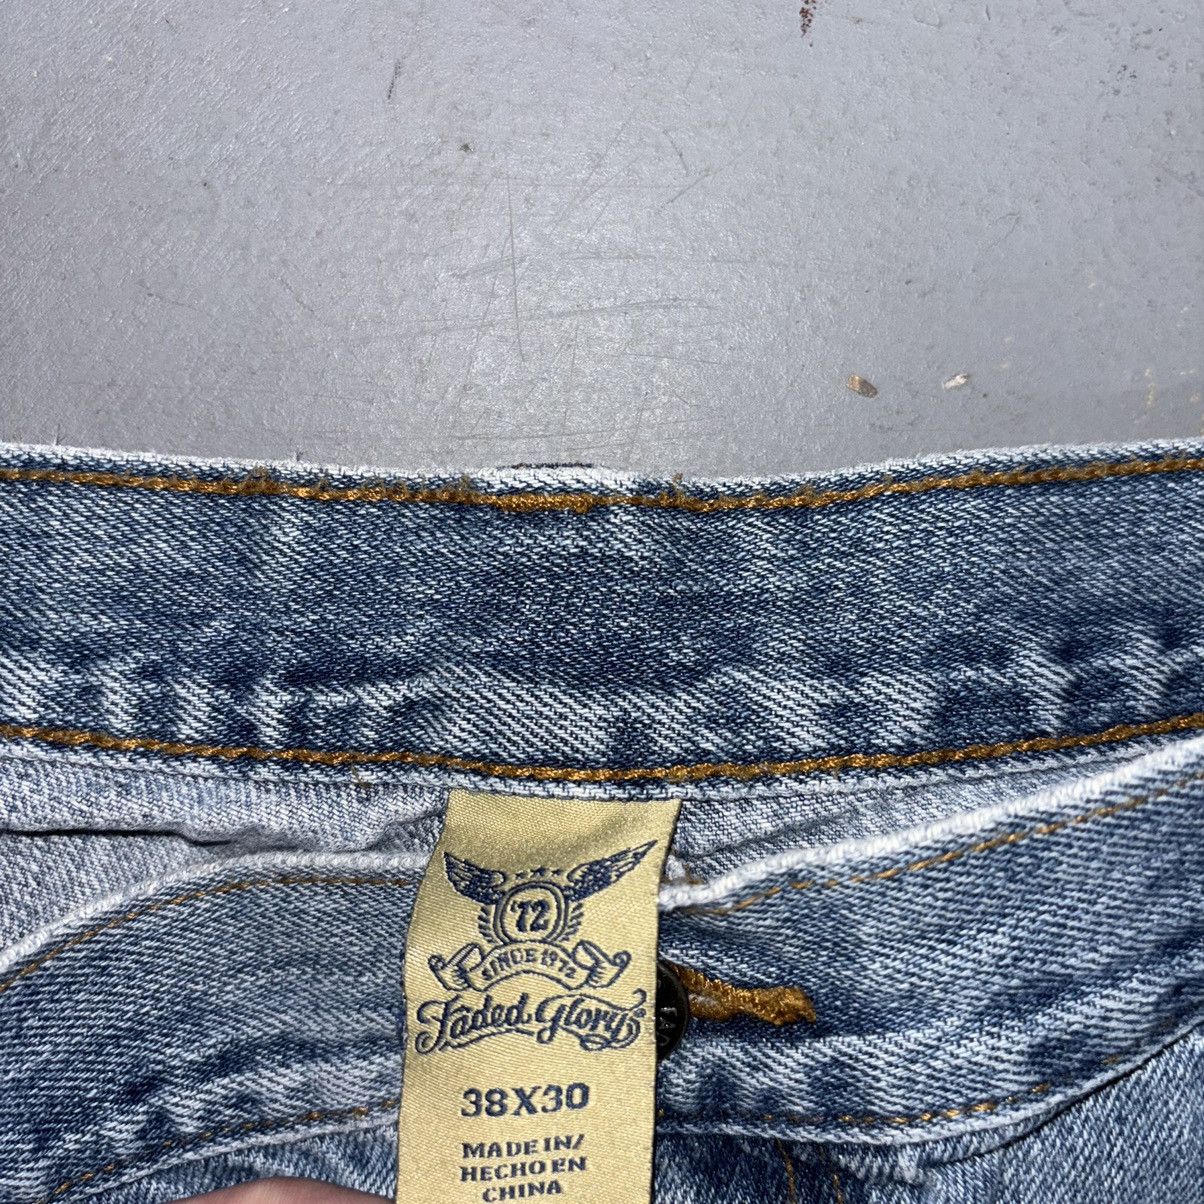 '72
SINCE 1972
Faded Glory
38X30
MADE IN/
HECHO EN
CHINA